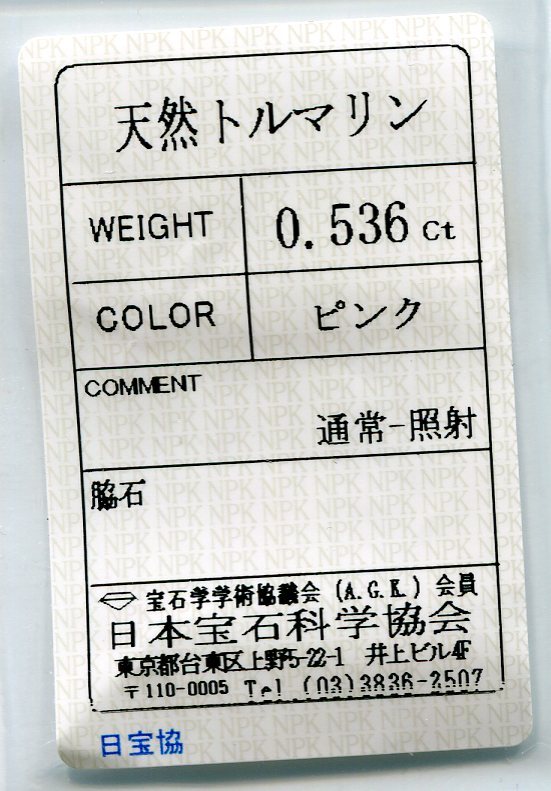 天然トルマリン
WEIGHT 0.536 ct
COLOR ピンク
COMMENT
通常-照射
脇石
宝石学学術協議会 (A.G.K.) 会員
日本宝石科学協会
東京都台東区上野5-22-1 井上ビル4F
〒110-0005 Tel (03)3836-2507
日宝協